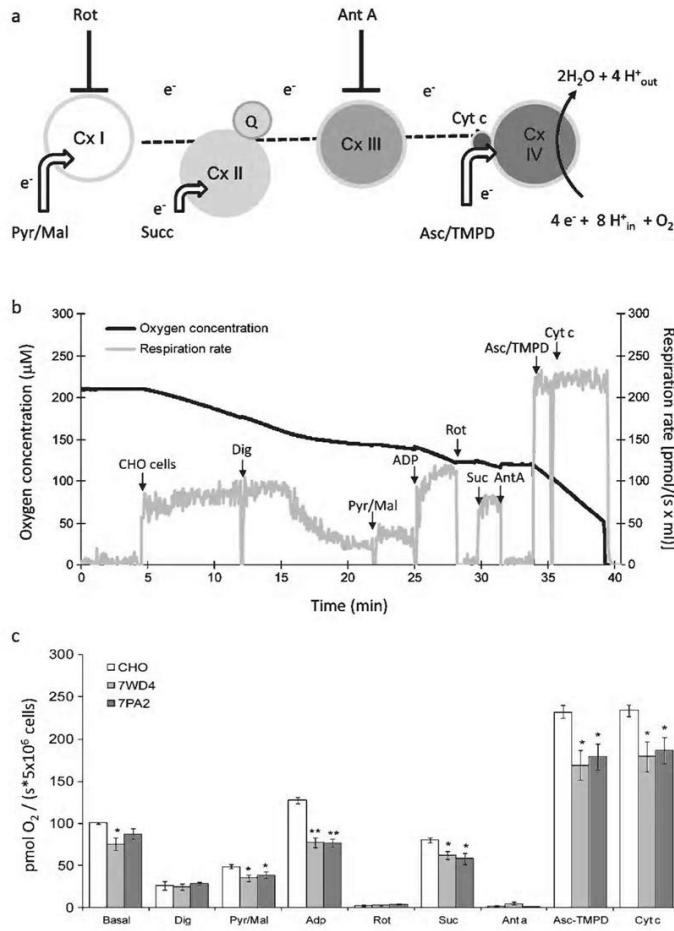 a
Rot
Ant A
e-
e-
e-
Cx I
Q
Cx II
Cx III
Cyt c
Cx
IV
2H2O + 4 H+out
e-
e-
e-
Pyr/Mal
Succ
Asc/TMPD
4 e- + 8 H+in + O2
b
300
250
200
150
100
50
0
Oxygen concentration (µM)
Oxygen concentration
Respiration rate
CHO cells
Dig
Pyr/Mal
ADP
Rot
Suc
AntA
Asc/TMPD
Cyt c
300
250
200
150
100
50
0
Respiration rate [pmol/(s x ml)]
0 5 10 15 20 25 30 35 40
Time (min)
c
300
250
200
150
100
50
0
pmol O2 / (s*5x10^6 cells)
CHO
7WD4
7PA2
*
* *
** **
* *
* *
* *
Basal Dig Pyr/Mal Adp Rot Suc Ant a Asc-TMPD Cyt c